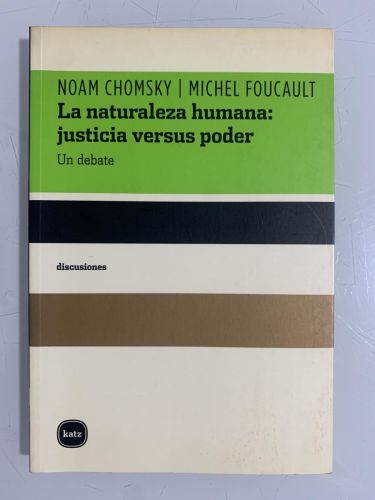 NOAM CHOMSKY | MICHEL FOUCAULT
La naturaleza humana:
justicia versus poder
Un debate
discusiones
katz